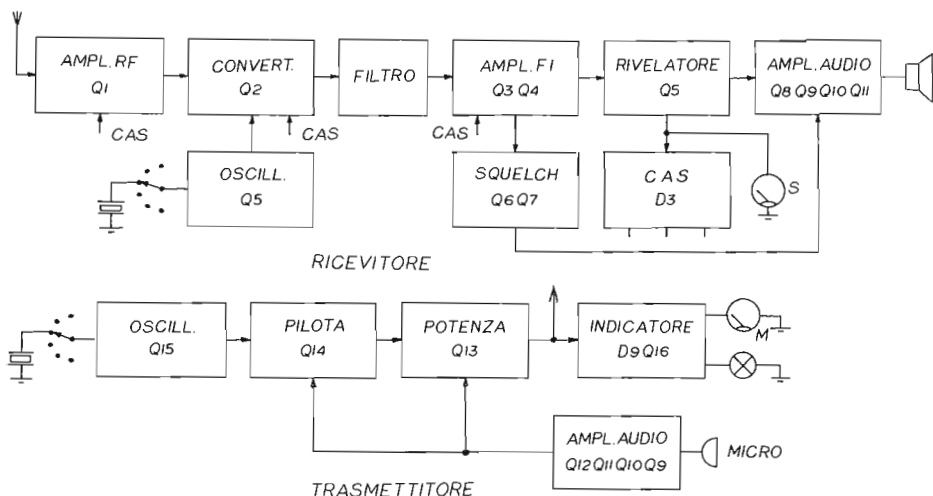 AMPL. RF
Q1
CAS
CONVERT.
Q2
CAS
FILTRO
AMPL. FI
Q3 Q4
CAS
RIVELATORE
Q5
AMPL. AUDIO
Q8 Q9 Q10 Q11
OSCILL.
Q5
SQUELCH
Q6 Q7
CAS
D3
S
RICEVITORE
OSCILL.
Q15
PILOTA
Q14
POTENZA
Q13
INDICATORE
D9 Q16
M
AMPL. AUDIO
Q12 Q11 Q10 Q9
MICRO
TRASMETTITORE